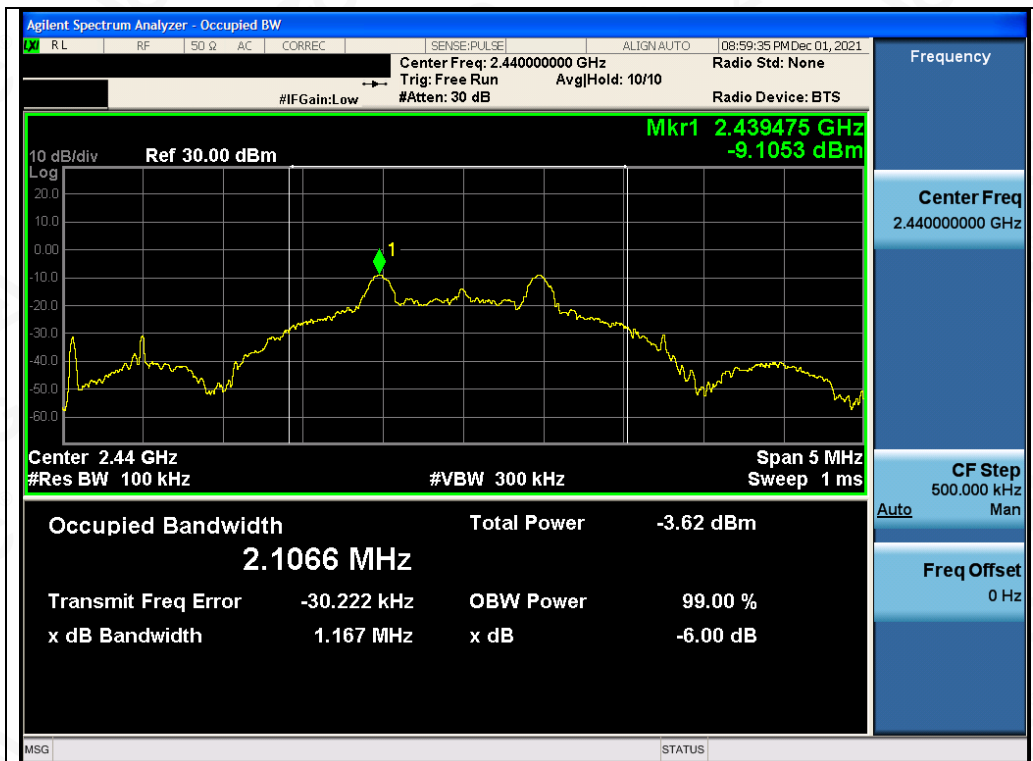 Agilent Spectrum Analyzer - Occupied BW
LXI RL RF 50 Ω AC CORREC SENSE:PULSE ALIGN AUTO 08:59:35 PM Dec 01, 2021
Center Freq: 2.440000000 GHz Radio Std: None
Trig: Free Run Avg|Hold: 10/10
#IFGain:Low #Atten: 30 dB Radio Device: BTS
Mkr1 2.439475 GHz
10 dB/div Ref 30.00 dBm -9.1053 dBm
Log
20.0
10.0
0.00
-10.0
-20.0
-30.0
-40.0
-50.0
-60.0
1
Center 2.44 GHz Span 5 MHz
#Res BW 100 kHz #VBW 300 kHz Sweep 1 ms
Occupied Bandwidth Total Power -3.62 dBm
2.1066 MHz
Transmit Freq Error -30.222 kHz OBW Power 99.00 %
x dB Bandwidth 1.167 MHz x dB -6.00 dB
Frequency
Center Freq
2.440000000 GHz
CF Step
500.000 kHz
Auto Man
Freq Offset
0 Hz
MSG STATUS